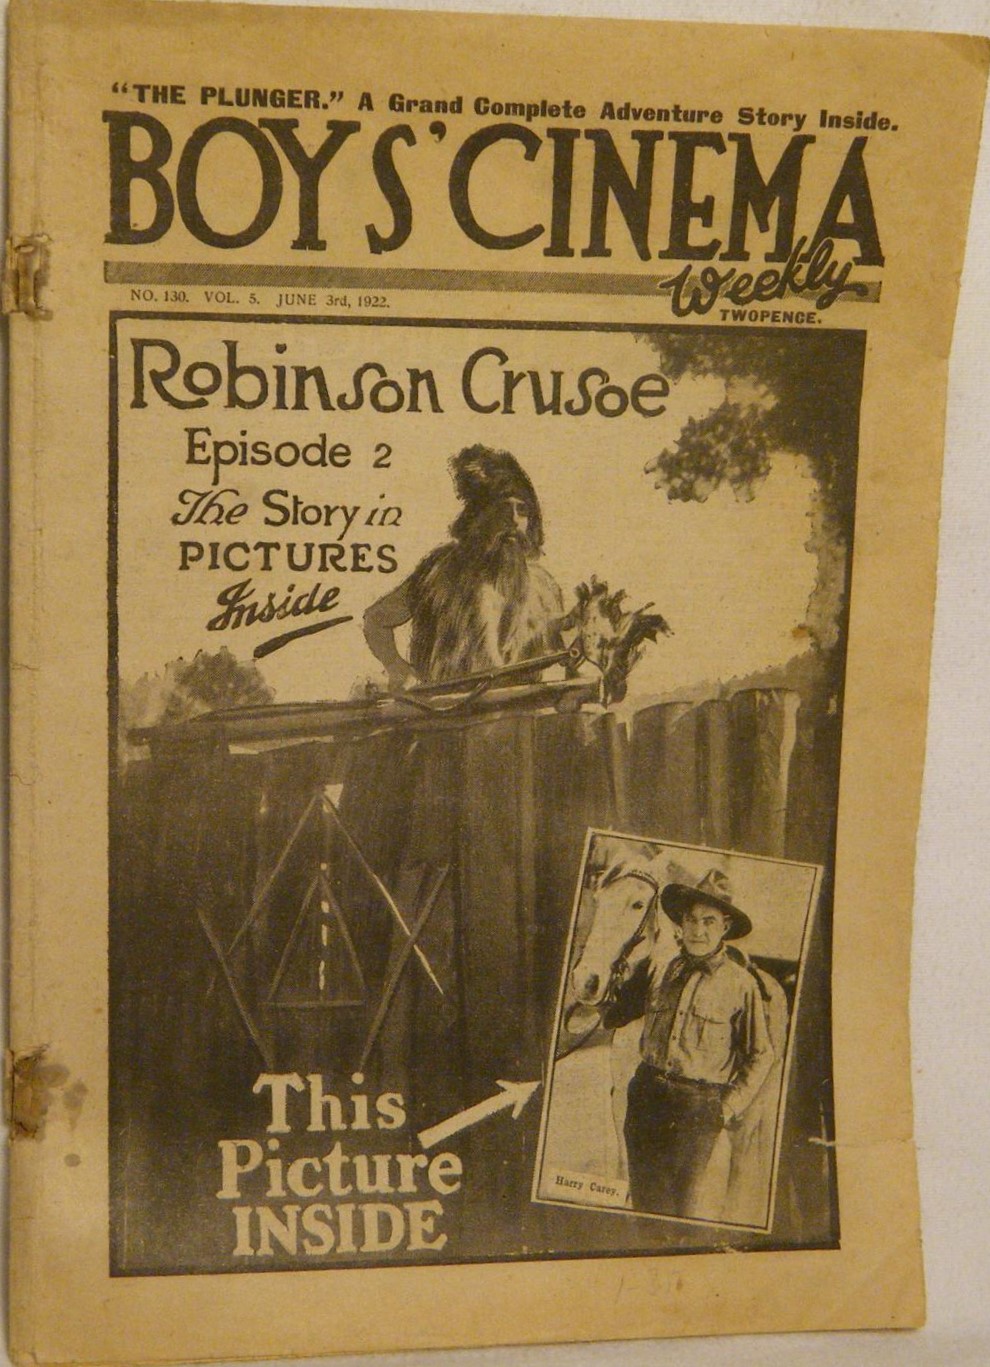 “THE PLUNGER.” A Grand Complete Adventure Story Inside.
BOYS' CINEMA
Weekly
NO. 130. VOL. 5. JUNE 3rd, 1922.
TWOPENCE.
Robinson Crusoe
Episode 2
The Story in
PICTURES
Inside
This
Picture
INSIDE
Harry Carey.